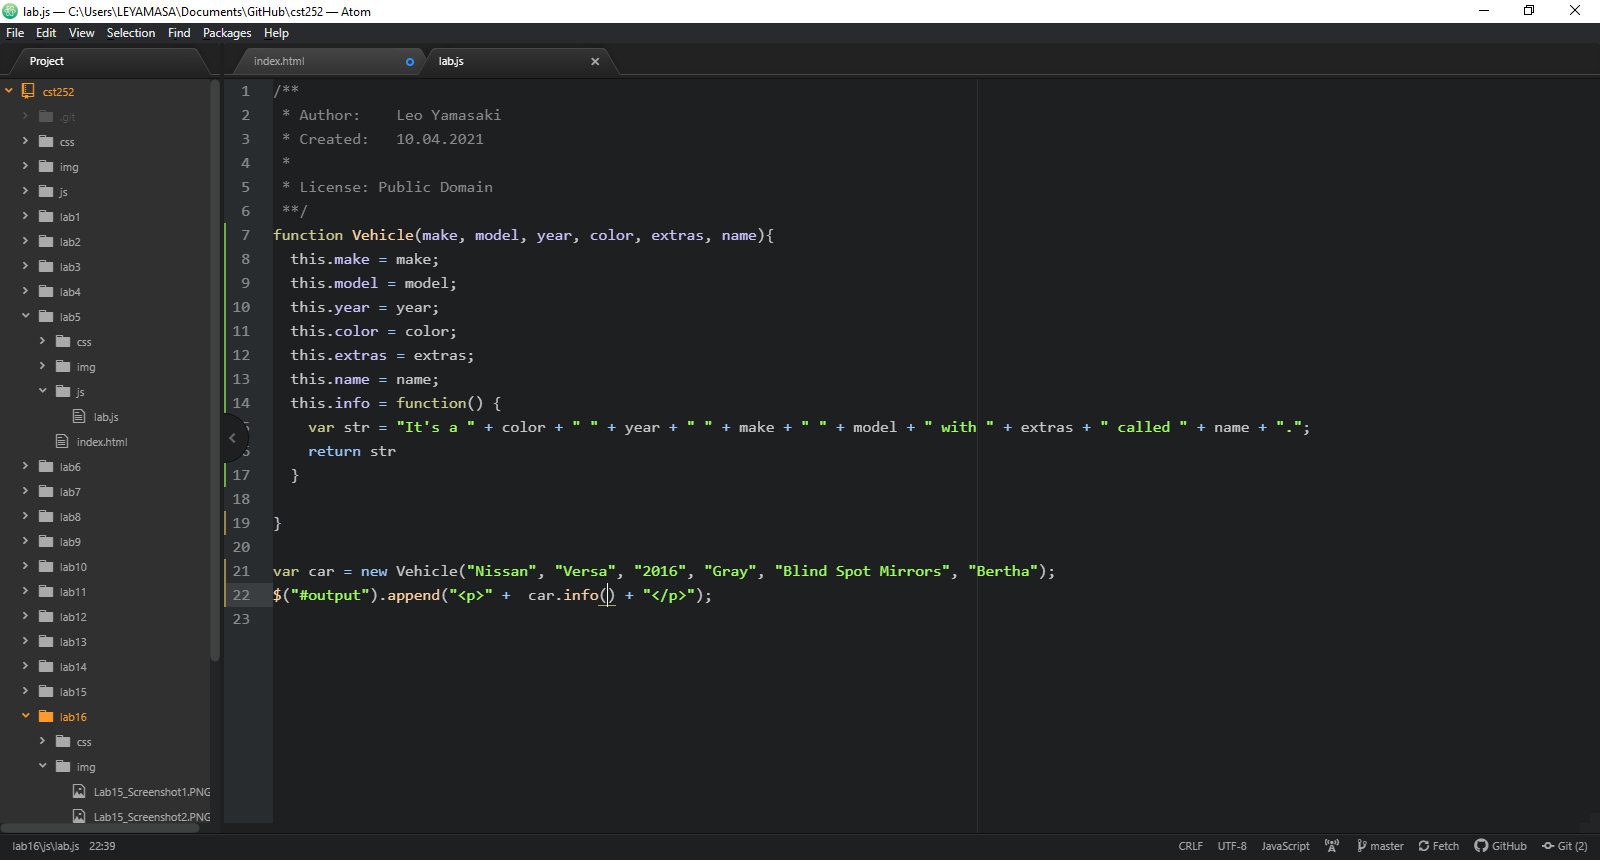 lab.js — C:\Users\LEYAMASA\Documents\GitHub\cst252 — Atom
File Edit View Selection Find Packages Help
Project
cst252
.git
css
img
js
lab1
lab2
lab3
lab4
lab5
css
img
js
lab.js
index.html
lab6
lab7
lab8
lab9
lab10
lab11
lab12
lab13
lab14
lab15
lab16
css
img
Lab15_Screenshot1.PNG
Lab15_Screenshot2.PNG
index.html lab.js
1 /**
2  * Author:    Leo Yamasaki
3  * Created:   10.04.2021
4  *
5  * License: Public Domain
6  **/
7 function Vehicle(make, model, year, color, extras, name){
8   this.make = make;
9   this.model = model;
10   this.year = year;
11   this.color = color;
12   this.extras = extras;
13   this.name = name;
14   this.info = function() {
    var str = "It's a " + color + " " + year + " " + make + " " + model + " with " + extras + " called " + name + ".";
    return str
17   }
18
19 }
20
21 var car = new Vehicle("Nissan", "Versa", "2016", "Gray", "Blind Spot Mirrors", "Bertha");
22 $("#output").append("<p>" +  car.info() + "</p>");
23
lab16\js\lab.js 22:39 CRLF UTF-8 JavaScript master Fetch GitHub Git (2)